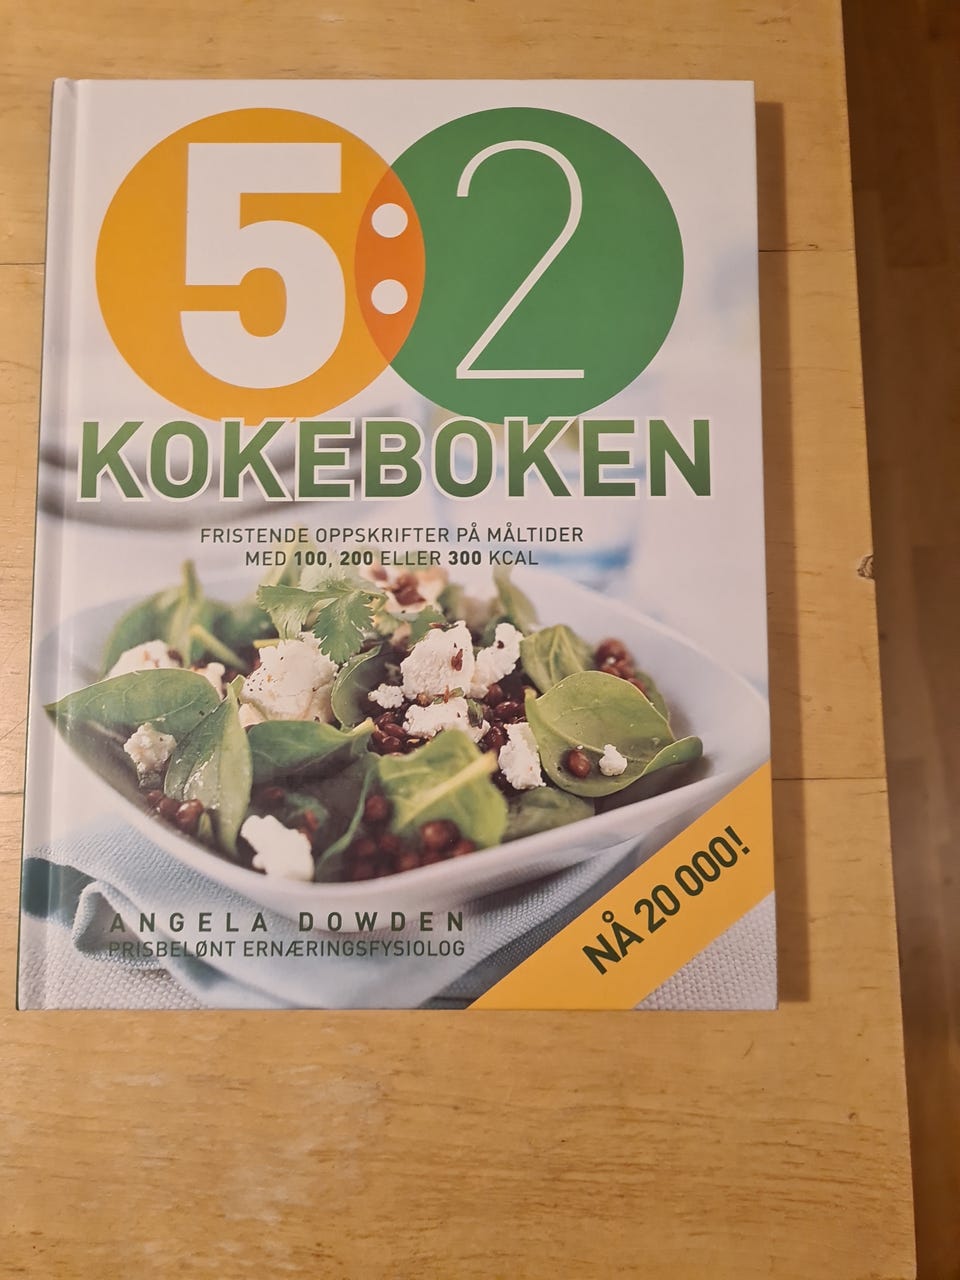 5:2
KOKEBOKEN
FRISTENDE OPPSKRIFTER PÅ MÅLTIDER
MED 100, 200 ELLER 300 KCAL
ANGELA DOWDEN
PRISBELØNT ERNÆRINGSFYSIOLOG
NÅ 20 000!